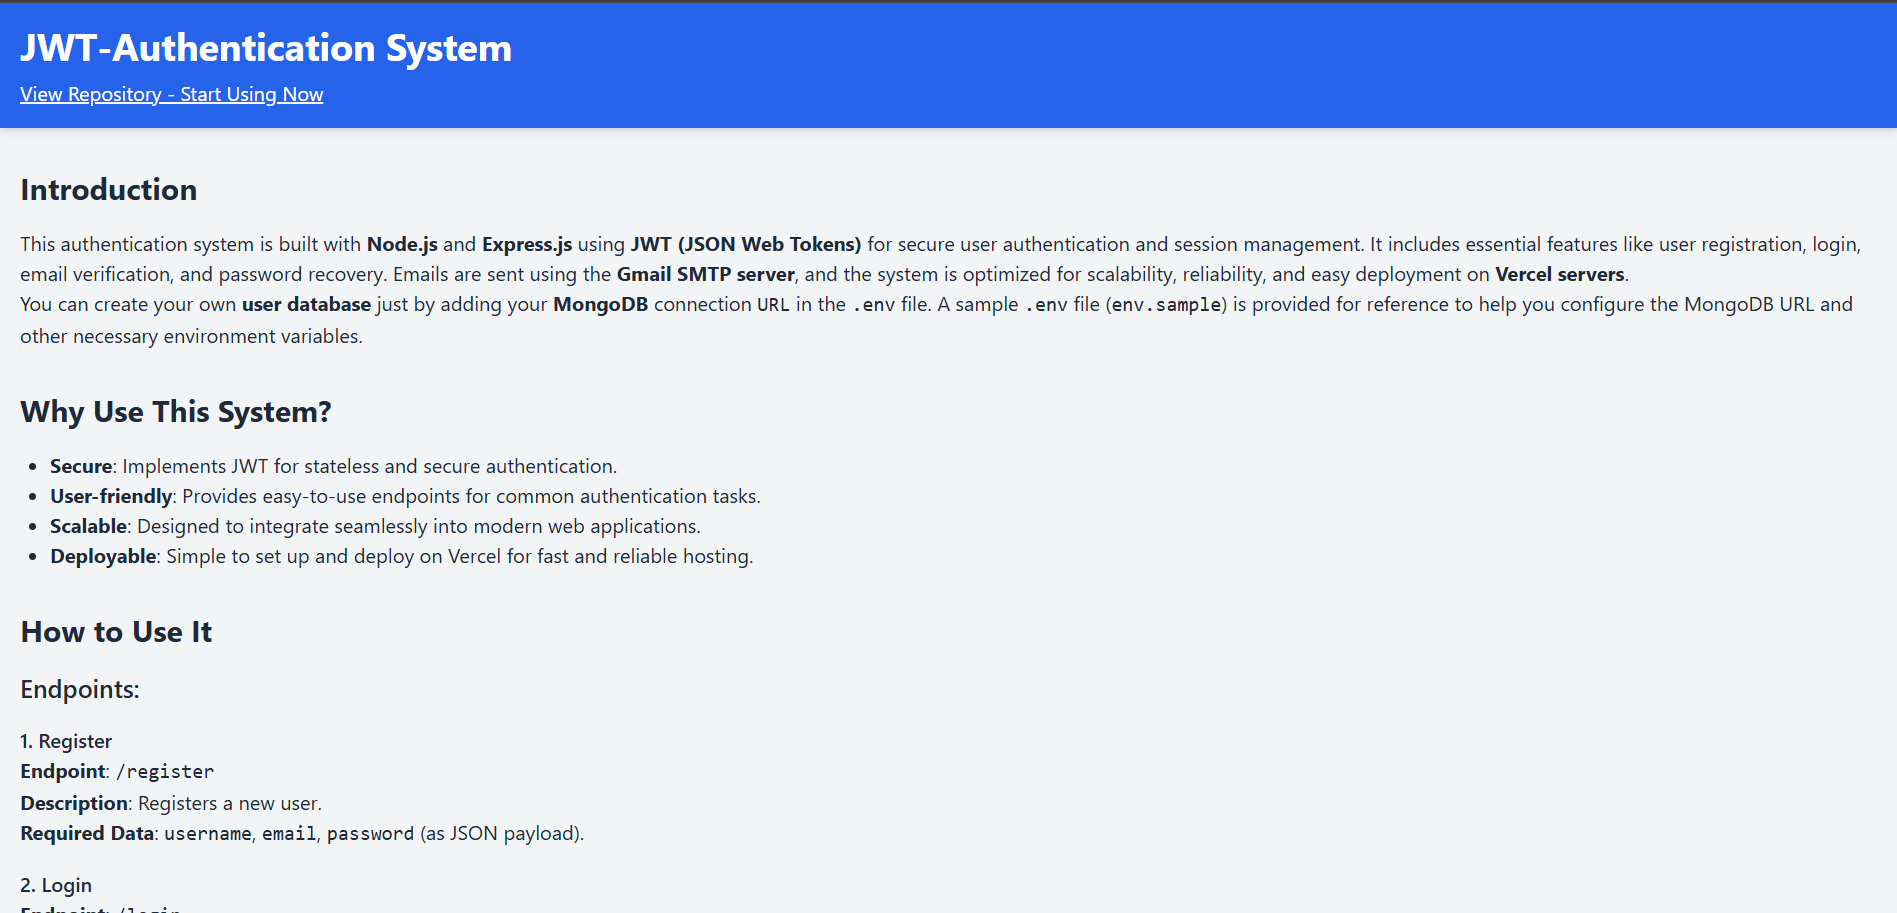 JWT-Authentication System
View Repository - Start Using Now
Introduction
This authentication system is built with Node.js and Express.js using JWT (JSON Web Tokens) for secure user authentication and session management. It includes essential features like user registration, login,
email verification, and password recovery. Emails are sent using the Gmail SMTP server, and the system is optimized for scalability, reliability, and easy deployment on Vercel servers.
You can create your own user database just by adding your MongoDB connection URL in the .env file. A sample .env file (env.sample) is provided for reference to help you configure the MongoDB URL and
other necessary environment variables.
Why Use This System?
• Secure: Implements JWT for stateless and secure authentication.
• User-friendly: Provides easy-to-use endpoints for common authentication tasks.
• Scalable: Designed to integrate seamlessly into modern web applications.
• Deployable: Simple to set up and deploy on Vercel for fast and reliable hosting.
How to Use It
Endpoints:
1. Register
Endpoint: /register
Description: Registers a new user.
Required Data: username, email, password (as JSON payload).
2. Login
Endpoint: /login